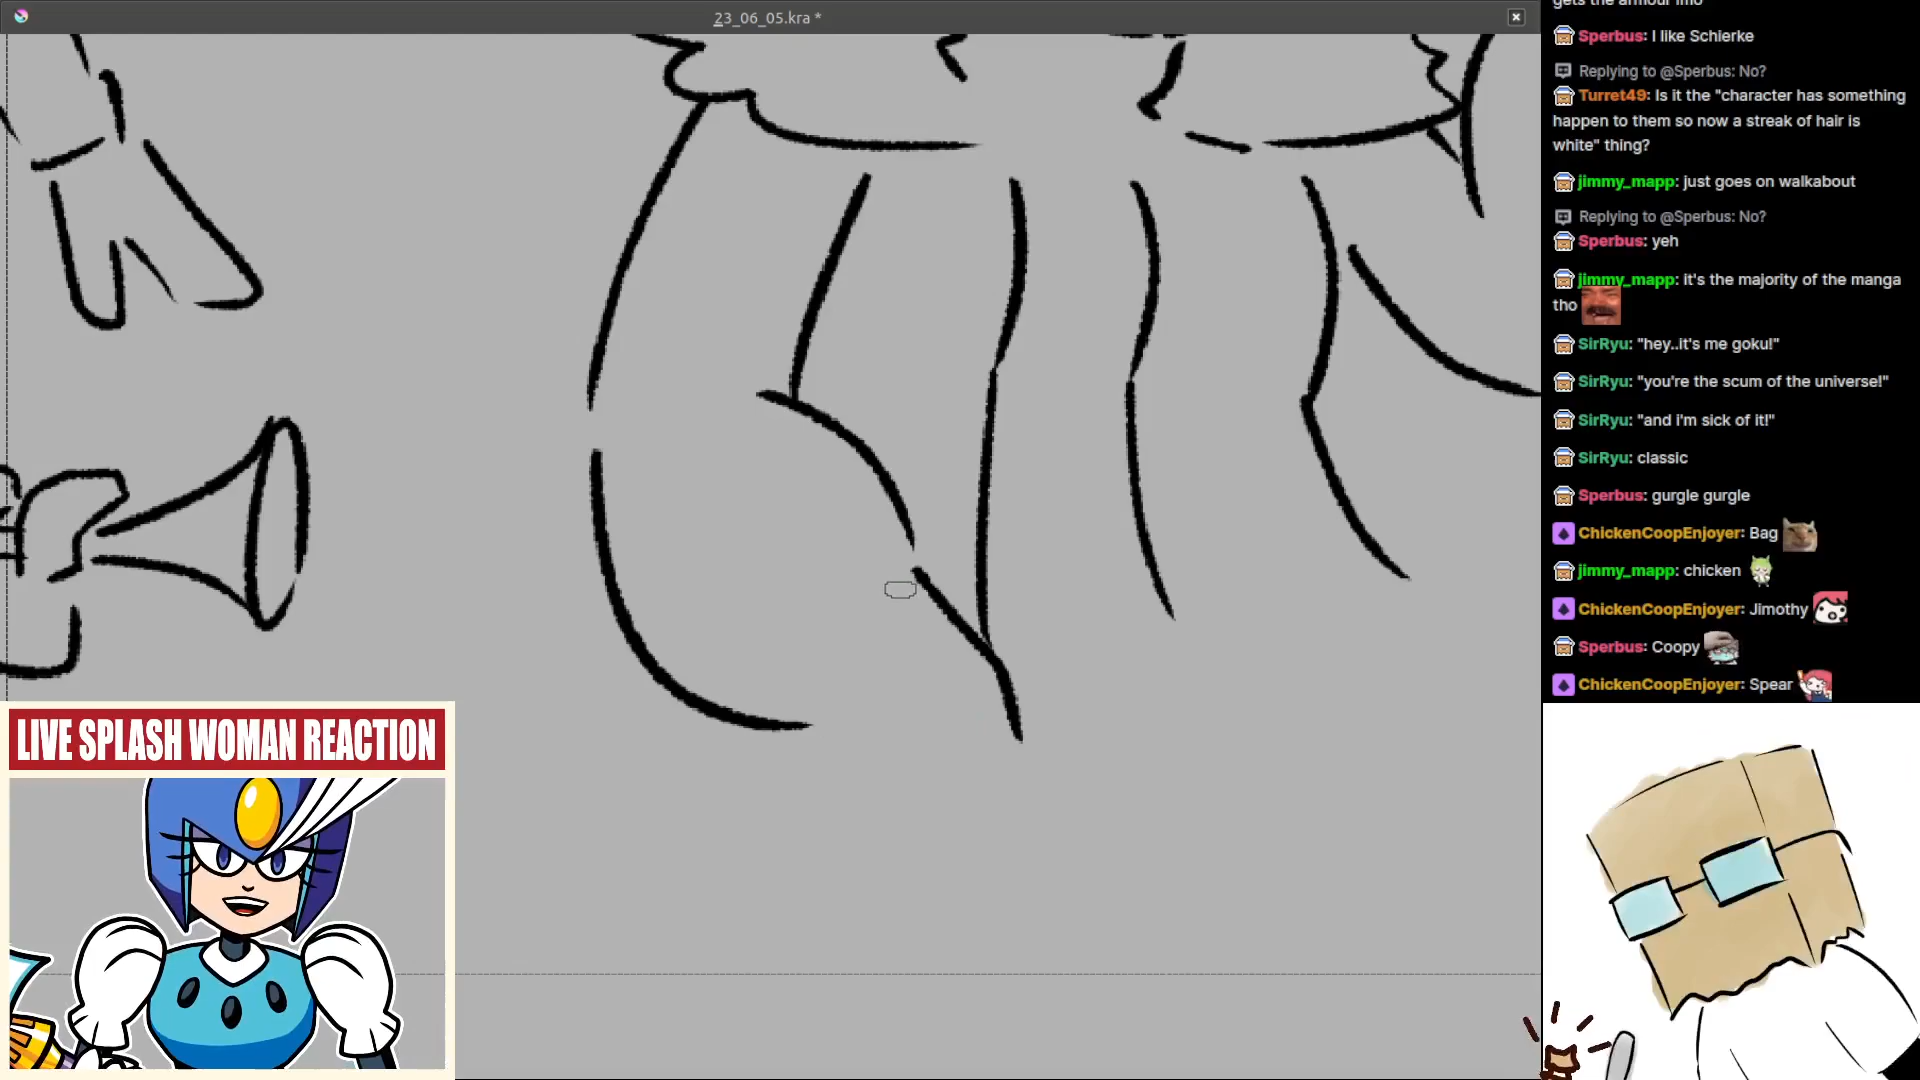 23_06_05.kra *
gets the armour imo
Sperbus: I like Schierke
Replying to @Sperbus: No?
Turret49: Is it the "character has something
happen to them so now a streak of hair is
white" thing?
jimmy_mapp: just goes on walkabout
Replying to @Sperbus: No?
Sperbus: yeh
jimmy_mapp: it's the majority of the manga
tho
SirRyu: "hey..it's me goku!"
SirRyu: "you're the scum of the universe!"
SirRyu: "and i'm sick of it!"
SirRyu: classic
Sperbus: gurgle gurgle
ChickenCoopEnjoyer: Bag
jimmy_mapp: chicken
ChickenCoopEnjoyer: Jimothy
Sperbus: Coopy
ChickenCoopEnjoyer: Spear
LIVE SPLASH WOMAN REACTION